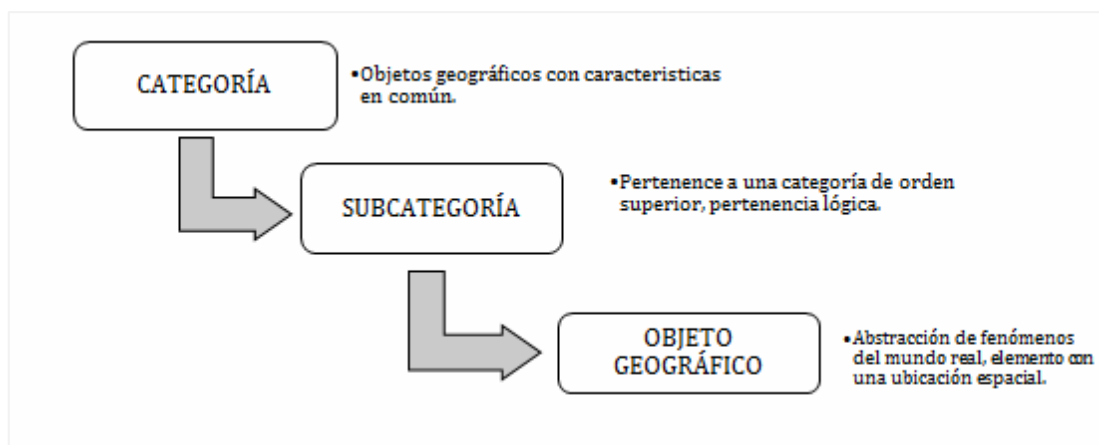 CATEGORÍA
•Objetos geográficos con caracteristicas
en común.
SUBCATEGORÍA
•Pertenence a una categoría de orden
superior, pertenencia lógica.
OBJETO
GEOGRÁFICO
•Abstracción de fenómenos
del mundo real, elemento con
una ubicación espacial.